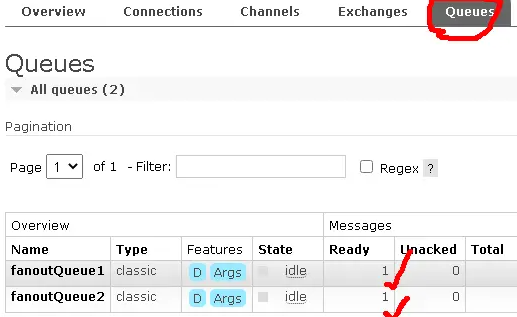 Overview Connections Channels Exchanges Queues
Queues
All queues (2)
Pagination
Page 1 of 1 - Filter: Regex ?
Overview Messages
Name Type Features State Ready Unacked Total
fanoutQueue1 classic D Args idle 1 0
fanoutQueue2 classic D Args idle 1 0